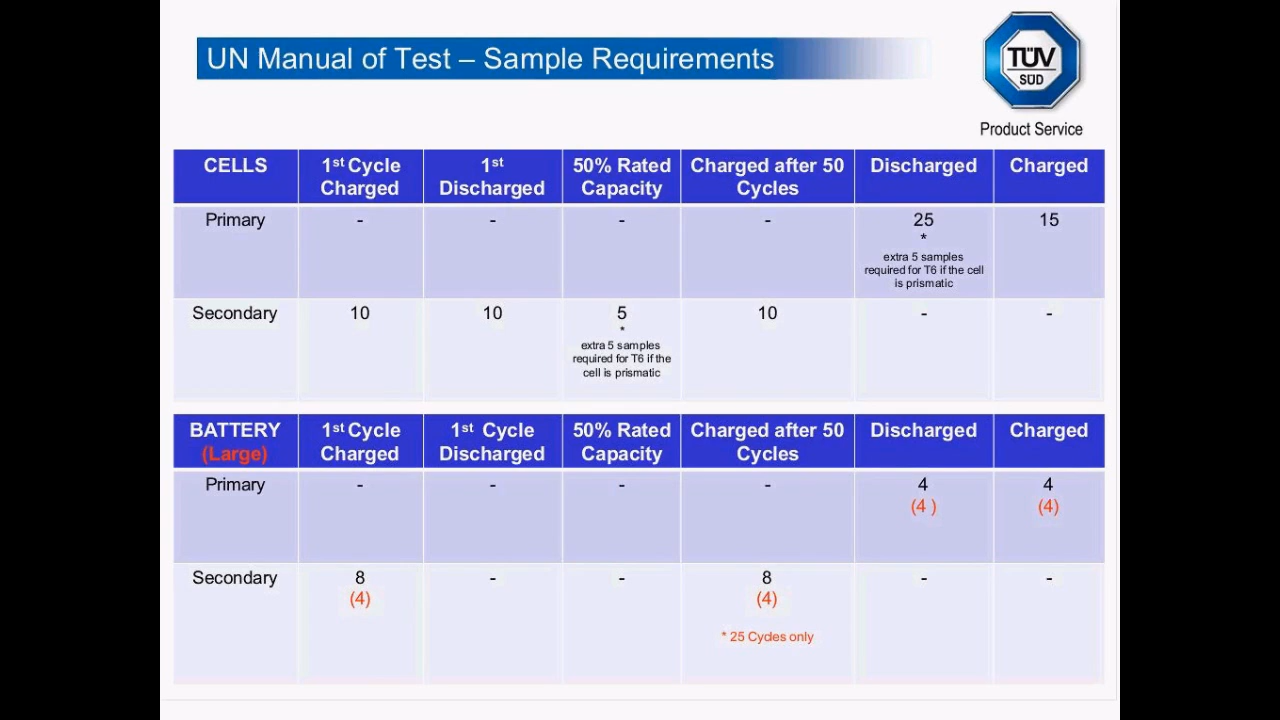 UN Manual of Test – Sample Requirements
TÜV
SÜD
Product Service
CELLS 1st Cycle Charged 1st Discharged 50% Rated Capacity Charged after 50 Cycles Discharged Charged
Primary - - - - 25 15
*
extra 5 samples
required for T6 if the cell
is prismatic
Secondary 10 10 5 10 - -
*
extra 5 samples
required for T6 if the
cell is prismatic
BATTERY (Large) 1st Cycle Charged 1st Cycle Discharged 50% Rated Capacity Charged after 50 Cycles Discharged Charged
Primary - - - - 4 4
(4 ) (4)
Secondary 8 - - 8 - -
(4) (4)
* 25 Cycles only